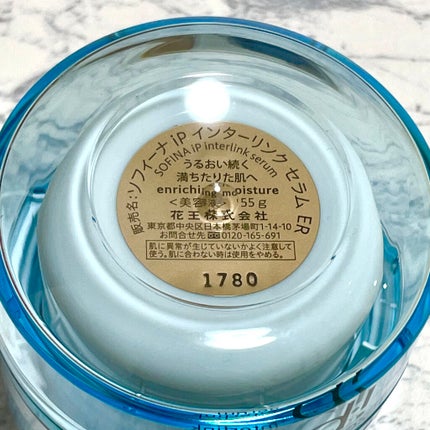 販売名:ソフィーナ iP インターリンク セラム ER
SOFINA iP interlink serum
うるおい続く
満ちたりた肌へ
enriching moisture
<美容液> 55g
花王株式会社
東京都中央区日本橋茅場町1-14-10
お問合せ先 0120-165-691
肌に異常が生じていないかよく注意して
使う。肌に合わない時は使用をやめる。
1780